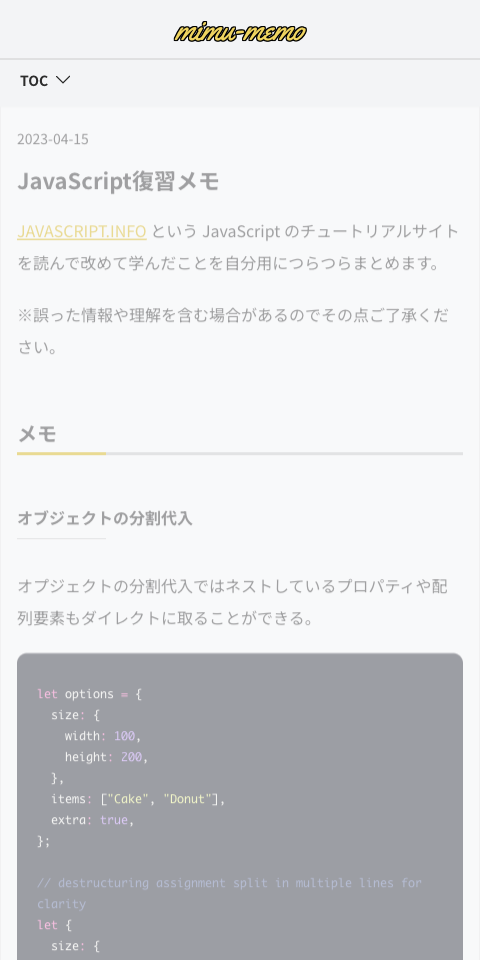 mimu-memo
TOC
2023-04-15
JavaScript復習メモ
JAVASCRIPT.INFO という JavaScript のチュートリアルサイト
を読んで改めて学んだことを自分用につらつらまとめます。
※誤った情報や理解を含む場合があるのでその点ご了承くだ
さい。
メモ
オブジェクトの分割代入
オブジェクトの分割代入ではネストしているプロパティや配
列要素もダイレクトに取ることができる。
let options = {
  size: {
    width: 100,
    height: 200,
  },
  items: ["Cake", "Donut"],
  extra: true,
};
// destructuring assignment split in multiple lines for
clarity
let {
  size: {